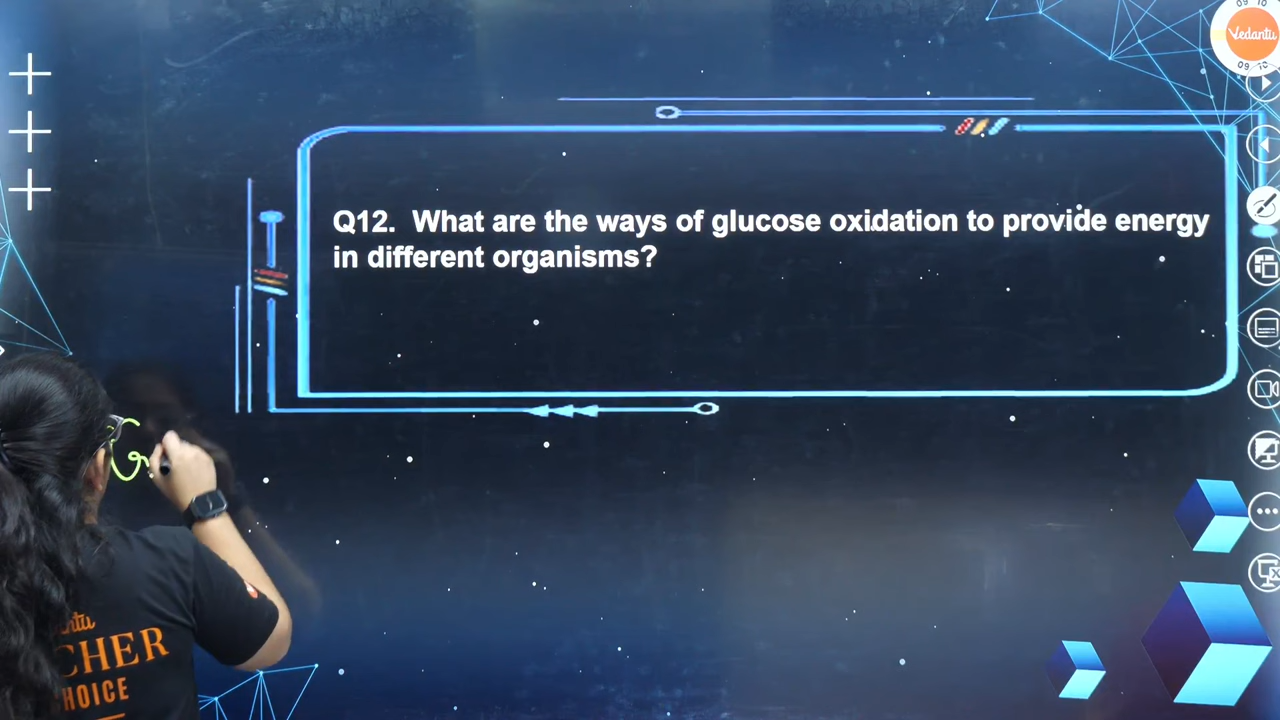 Vedantu
Q12. What are the ways of glucose oxidation to provide energy
in different organisms?
CHER
HOICE